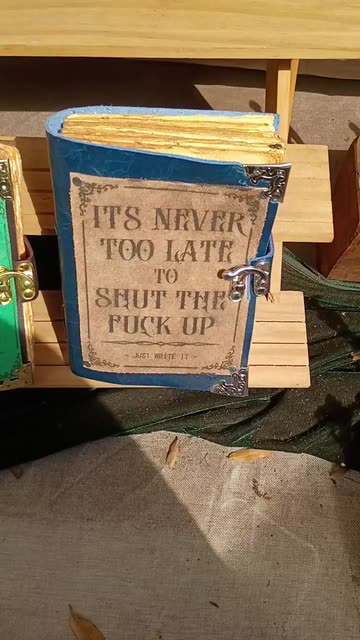 ITS NEVER
TOO LATE
TO
SHUT THE
FUCK UP
~ JUST WRITE IT ~